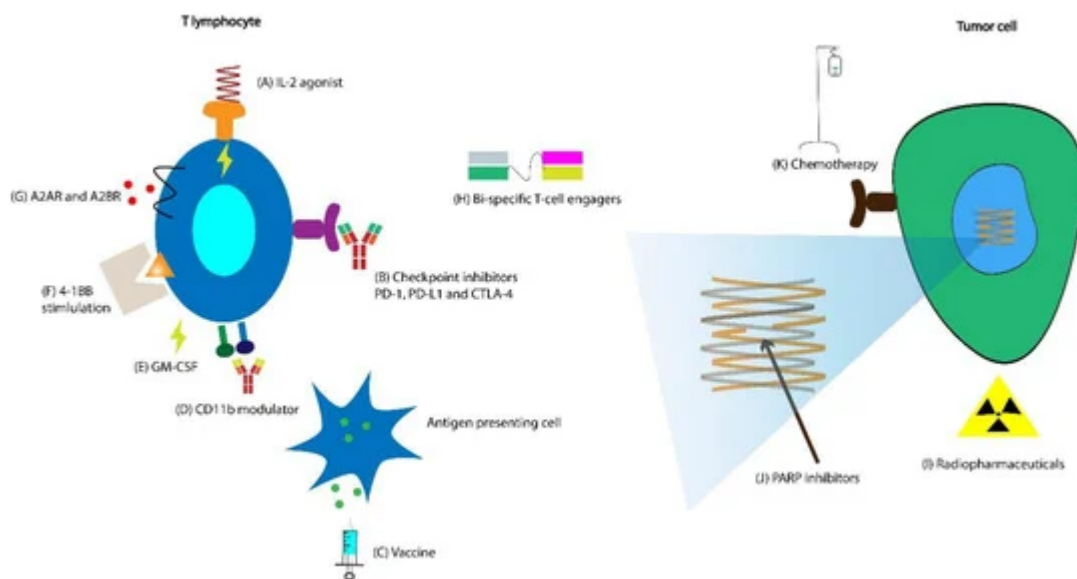 T lymphocyte
Tumor cell
(A) IL-2 agonist
(G) A2AR and A2BR
(H) Bi-specific T-cell engagers
(K) Chemotherapy
(B) Checkpoint inhibitors
PD-1, PD-L1 and CTLA-4
(F) 4-1BB
stimlulation
(E) GM-CSF
(D) CD11b modulator
Antigen presenting cell
(J) PARP inhibitors
(I) Radiopharmaceuticals
(C) Vaccine